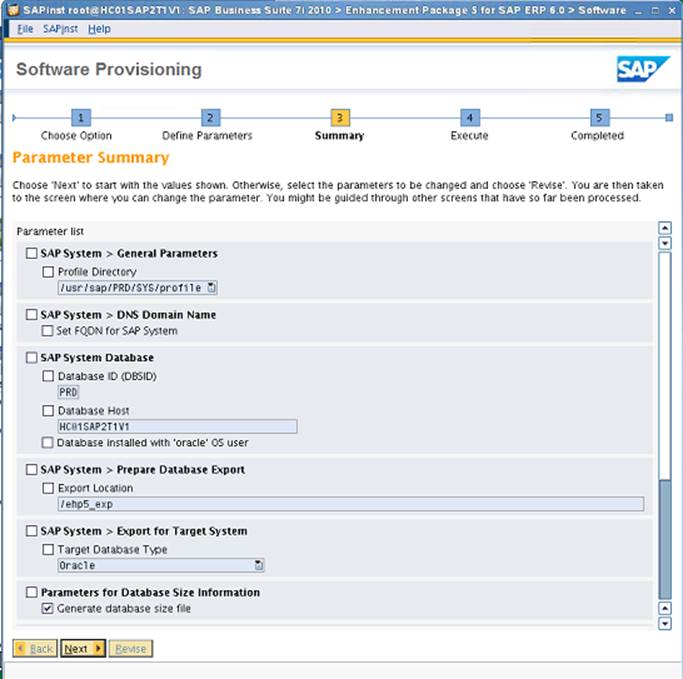 SAPinst root@HC01SAP2T1V1: SAP Business Suite 7i 2010 > Enhancement Package 5 for SAP ERP 6.0 > Software
File SAPinst Help
Software Provisioning
SAP
1 2 3 4 5
Choose Option Define Parameters Summary Execute Completed
Parameter Summary
Choose 'Next' to start with the values shown. Otherwise, select the parameters to be changed and choose 'Revise'. You are then taken
to the screen where you can change the parameter. You might be guided through other screens that have so far been processed.
Parameter list
SAP System > General Parameters
Profile Directory
/usr/sap/PRD/SYS/profile
SAP System > DNS Domain Name
Set FQDN for SAP System
SAP System Database
Database ID (DBSID)
PRD
Database Host
HC01SAP2T1V1
Database installed with 'oracle' OS user
SAP System > Prepare Database Export
Export Location
/ehp5_exp
SAP System > Export for Target System
Target Database Type
Oracle
Parameters for Database Size Information
Generate database size file
Back Next Revise